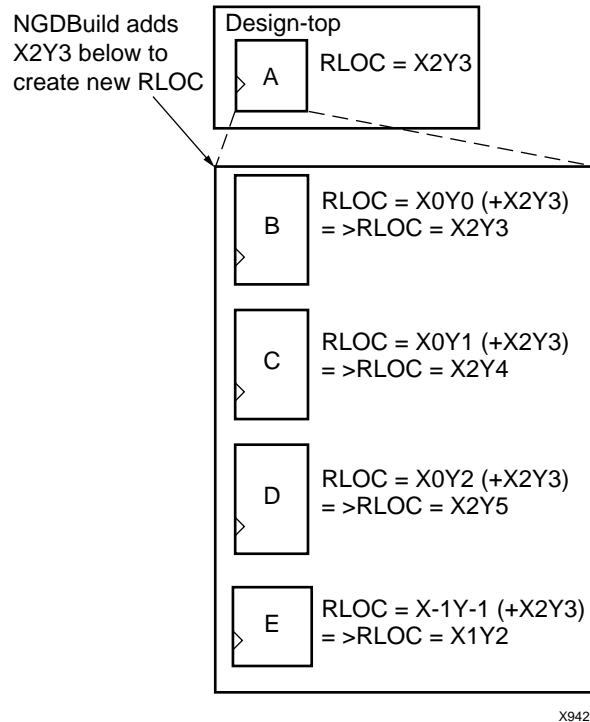 NGDBuild adds
X2Y3 below to
create new RLOC
Design-top
A
RLOC = X2Y3
B
RLOC = X0Y0 (+X2Y3)
= >RLOC = X2Y3
C
RLOC = X0Y1 (+X2Y3)
= >RLOC = X2Y4
D
RLOC = X0Y2 (+X2Y3)
= >RLOC = X2Y5
E
RLOC = X-1Y-1 (+X2Y3)
= >RLOC = X1Y2
X942